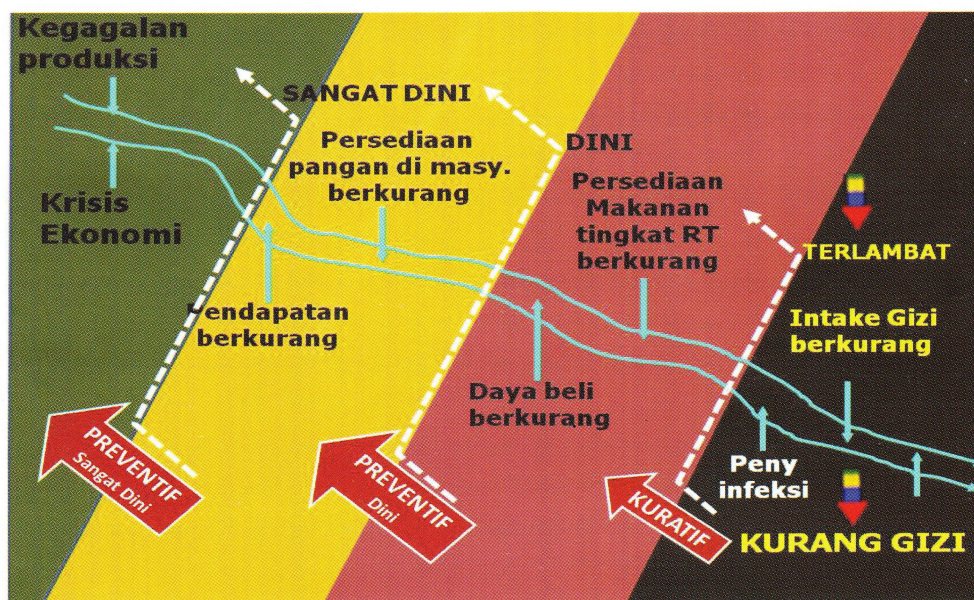 Kegagalan
produksi
Krisis
Ekonomi
SANGAT DINI
Persediaan
pangan di masy.
berkurang
Pendapatan
berkurang
DINI
Persediaan
Makanan
tingkat RT
berkurang
Daya beli
berkurang
TERLAMBAT
Intake Gizi
berkurang
Peny
infeksi
KURANG GIZI
PREVENTIF
Sangat Dini
PREVENTIF
Dini
KURATIF